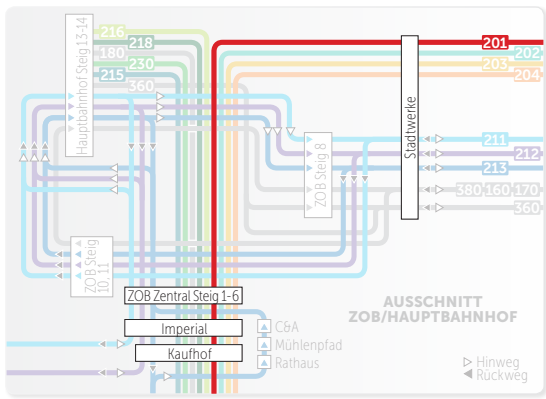 216
218
180
230
215
360
Hauptbahnhof Steig 13-14
201
202
203
204
Stadtwerke
ZOB Steig 8
211
212
213
380 160 170
360
ZOB Steig
10, 11
ZOB Zentral Steig 1-6
Imperial
Kaufhof
C&A
Mühlenpfad
Rathaus
AUSSCHNITT
ZOB/HAUPTBAHNHOF
Hinweg
Rückweg